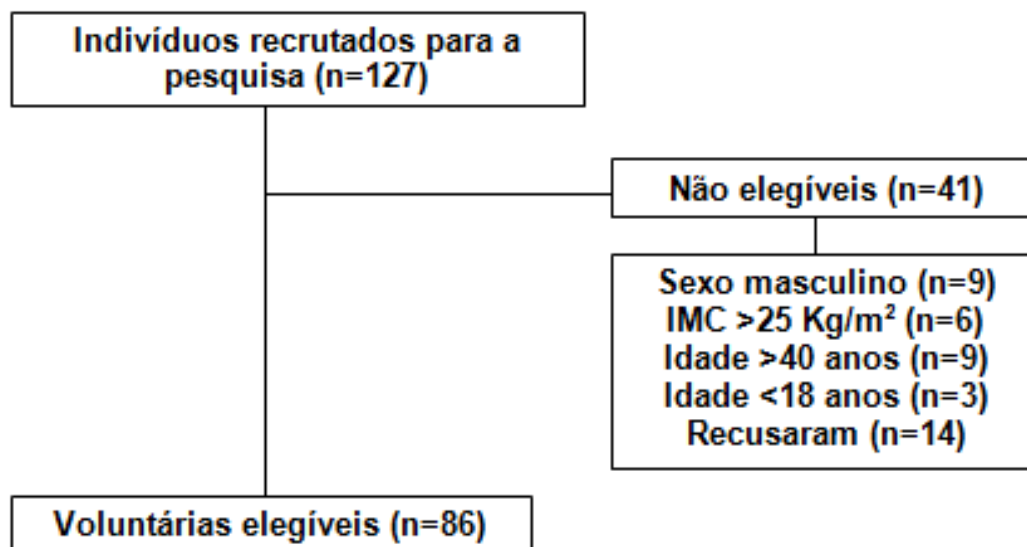 Indivíduos recrutados para a
pesquisa (n=127)
Não elegíveis (n=41)
Sexo masculino (n=9)
IMC >25 Kg/m² (n=6)
Idade >40 anos (n=9)
Idade <18 anos (n=3)
Recusaram (n=14)
Voluntárias elegíveis (n=86)